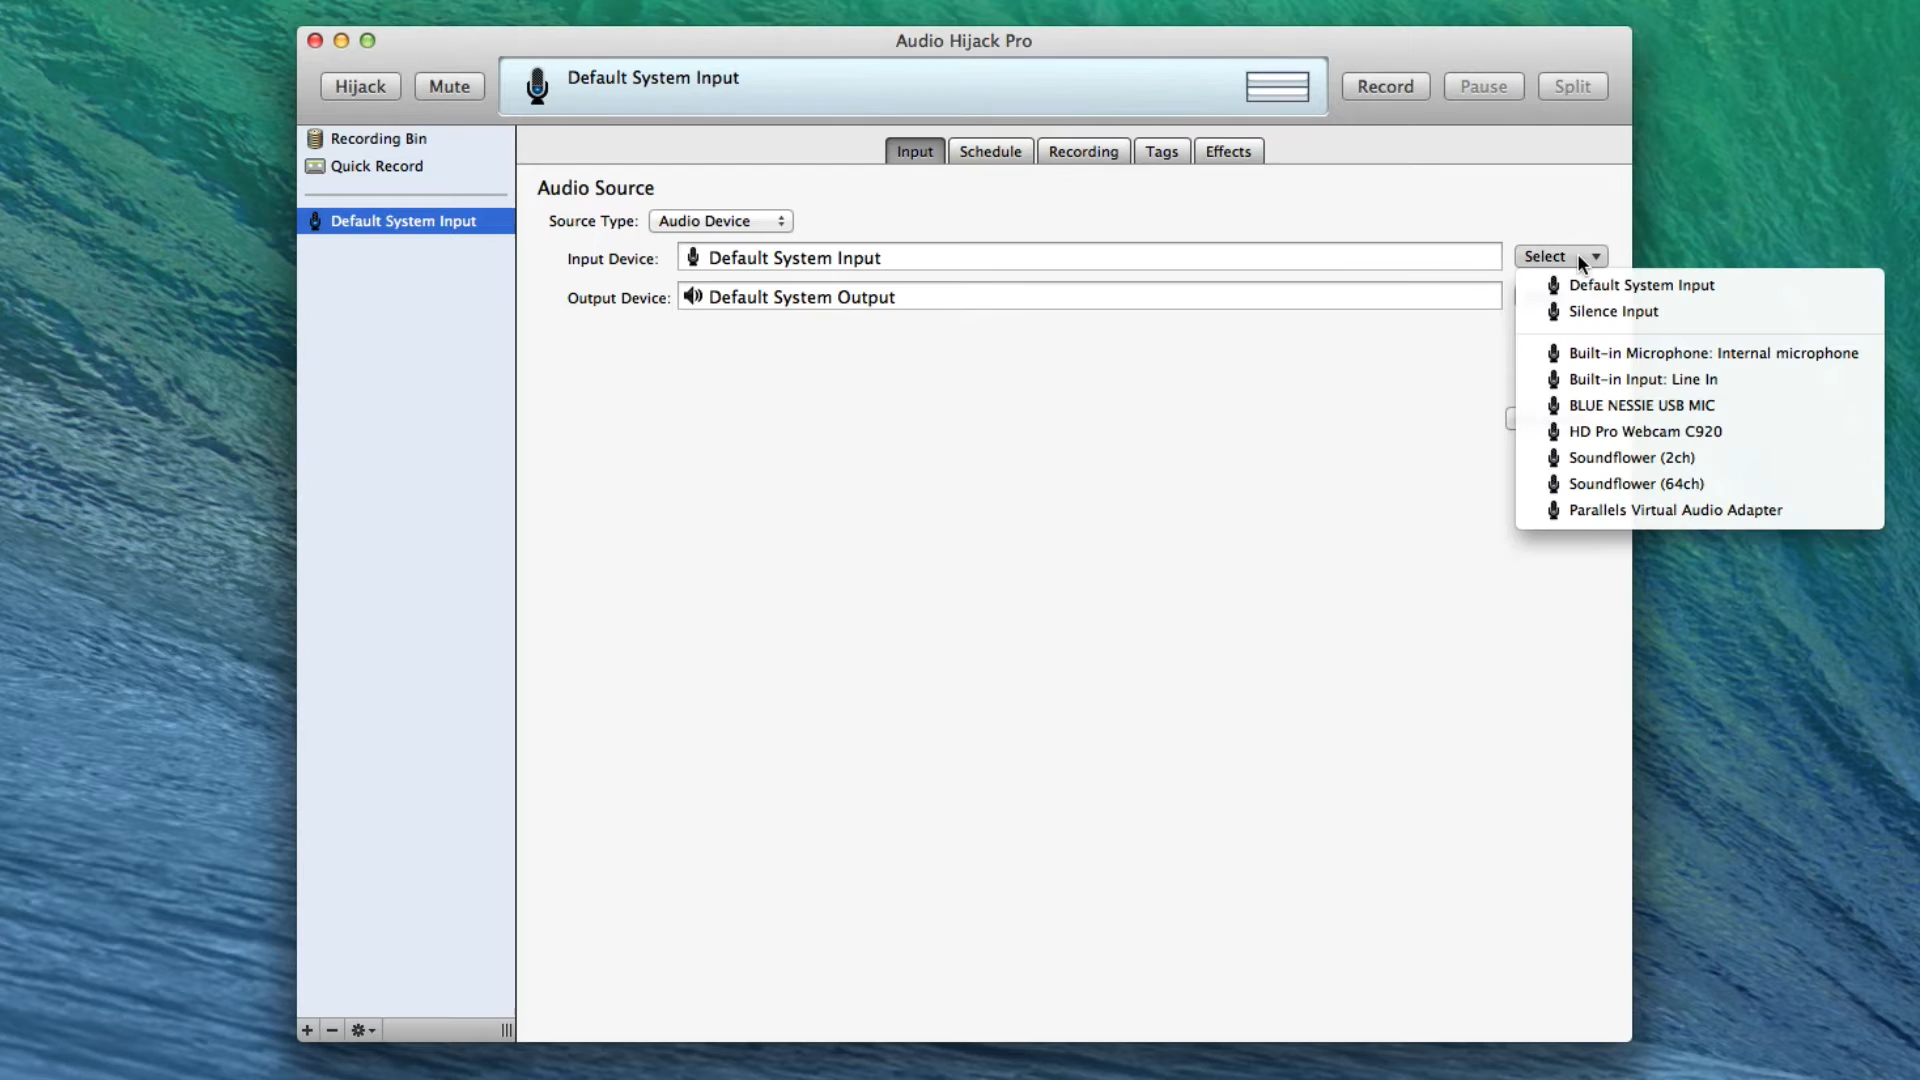 Audio Hijack Pro
Hijack
Mute
Default System Input
Record
Pause
Split
Recording Bin
Quick Record
Default System Input
Input
Schedule
Recording
Tags
Effects
Audio Source
Source Type: Audio Device
Input Device: Default System Input
Select
Output Device: Default System Output
Default System Input
Silence Input
Built-in Microphone: Internal microphone
Built-in Input: Line In
BLUE NESSIE USB MIC
HD Pro Webcam C920
Soundflower (2ch)
Soundflower (64ch)
Parallels Virtual Audio Adapter